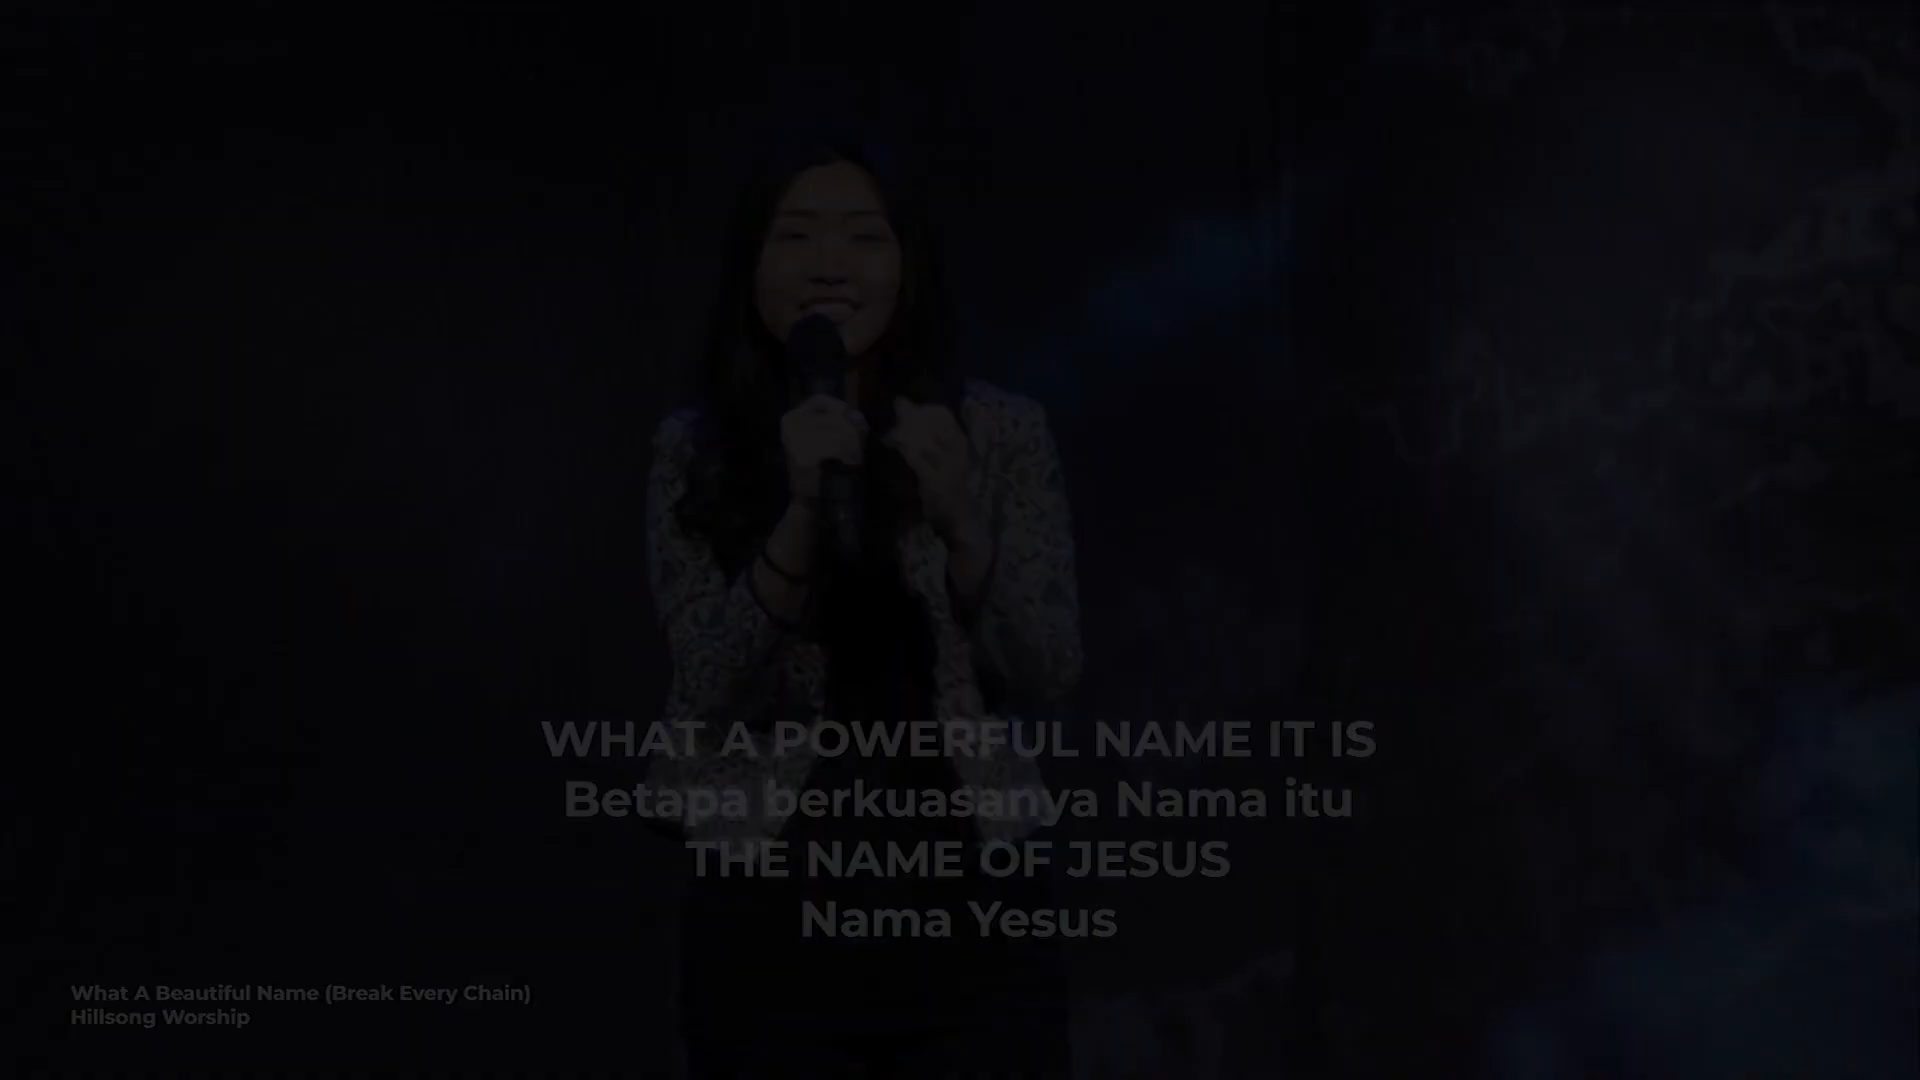 WHAT A POWERFUL NAME IT IS
Betapa berkuasanya Nama itu
THE NAME OF JESUS
Nama Yesus
What A Beautiful Name (Break Every Chain)
Hillsong Worship